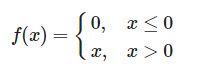 f(x) = { 0, x ≤ 0
x, x > 0